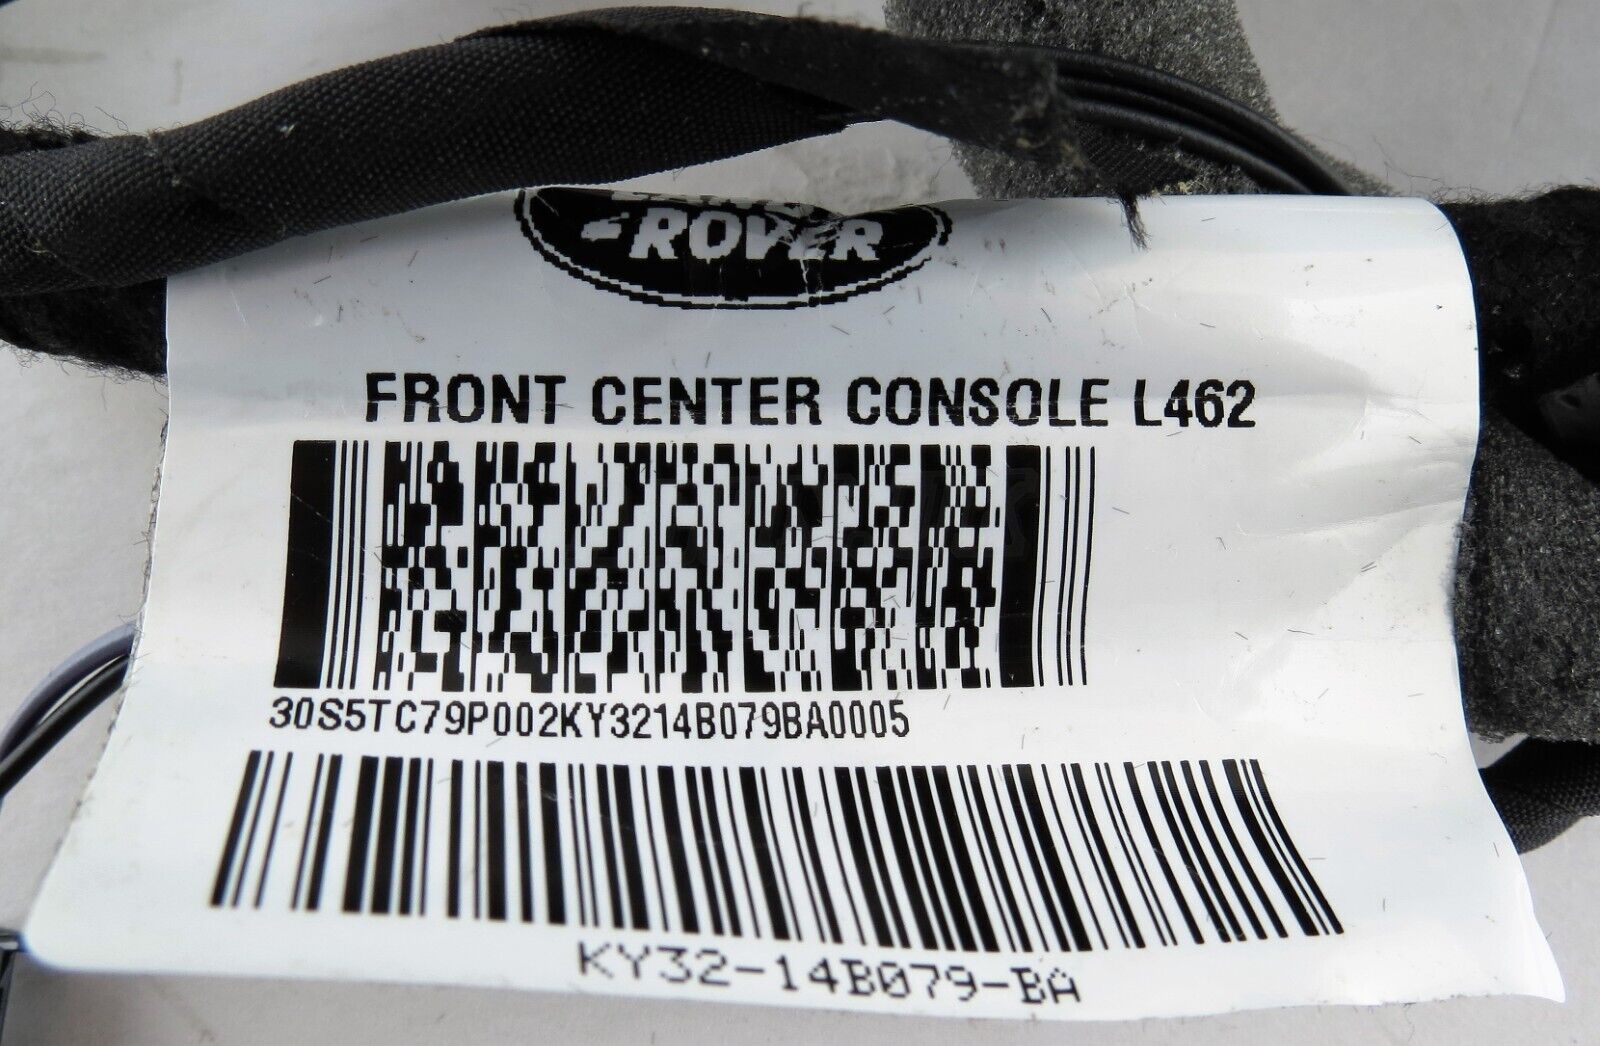 ROVER
FRONT CENTER CONSOLE L462
30S5TC79P002KY3214B079BA0005
KY32-14B079-BA